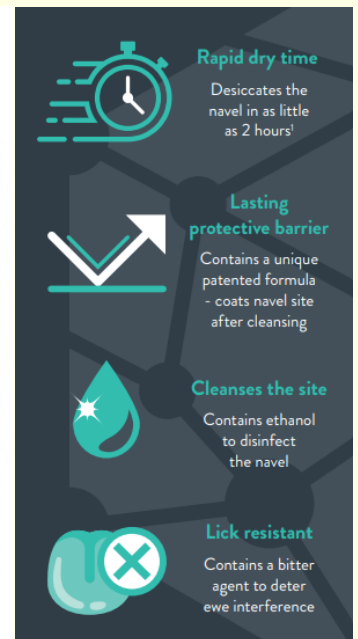 Rapid dry time
Desiccates the
navel in as little
as 2 hours¹
Lasting
protective barrier
Contains a unique
patented formula
- coats navel site
after cleansing
Cleanses the site
Contains ethanol
to disinfect
the navel
Lick resistant
Contains a bitter
agent to deter
ewe interference